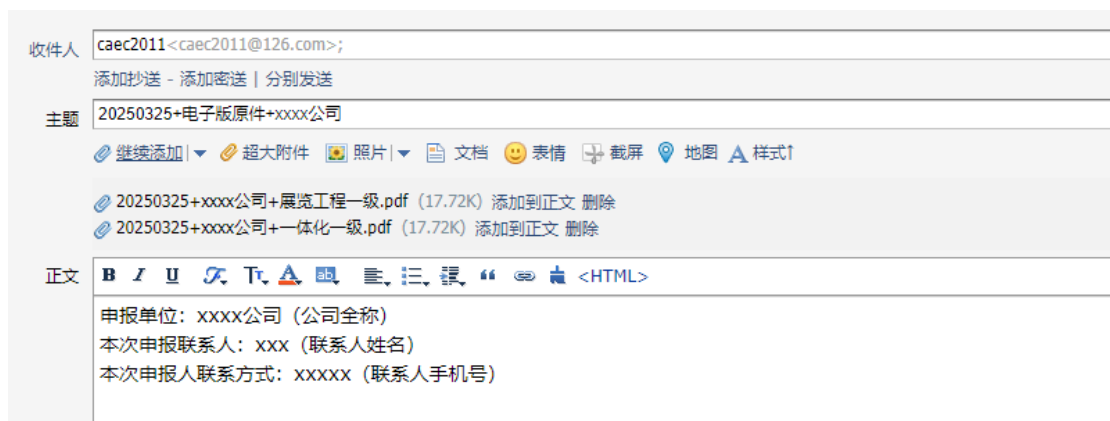 收件人 caec2011<caec2011@126.com>;
添加抄送 - 添加密送 | 分别发送
主题 20250325+电子版原件+xxxx公司
继续添加 | 超大附件 照片 | 文档 表情 截屏 地图 样式↑
20250325+xxxx公司+展览工程一级.pdf (17.72K) 添加到正文 删除
20250325+xxxx公司+一体化一级.pdf (17.72K) 添加到正文 删除
正文 B I U F Tt A ab “ <HTML>
申报单位：xxxx公司（公司全称）
本次申报联系人：xxx（联系人姓名）
本次申报人联系方式：xxxxx（联系人手机号）